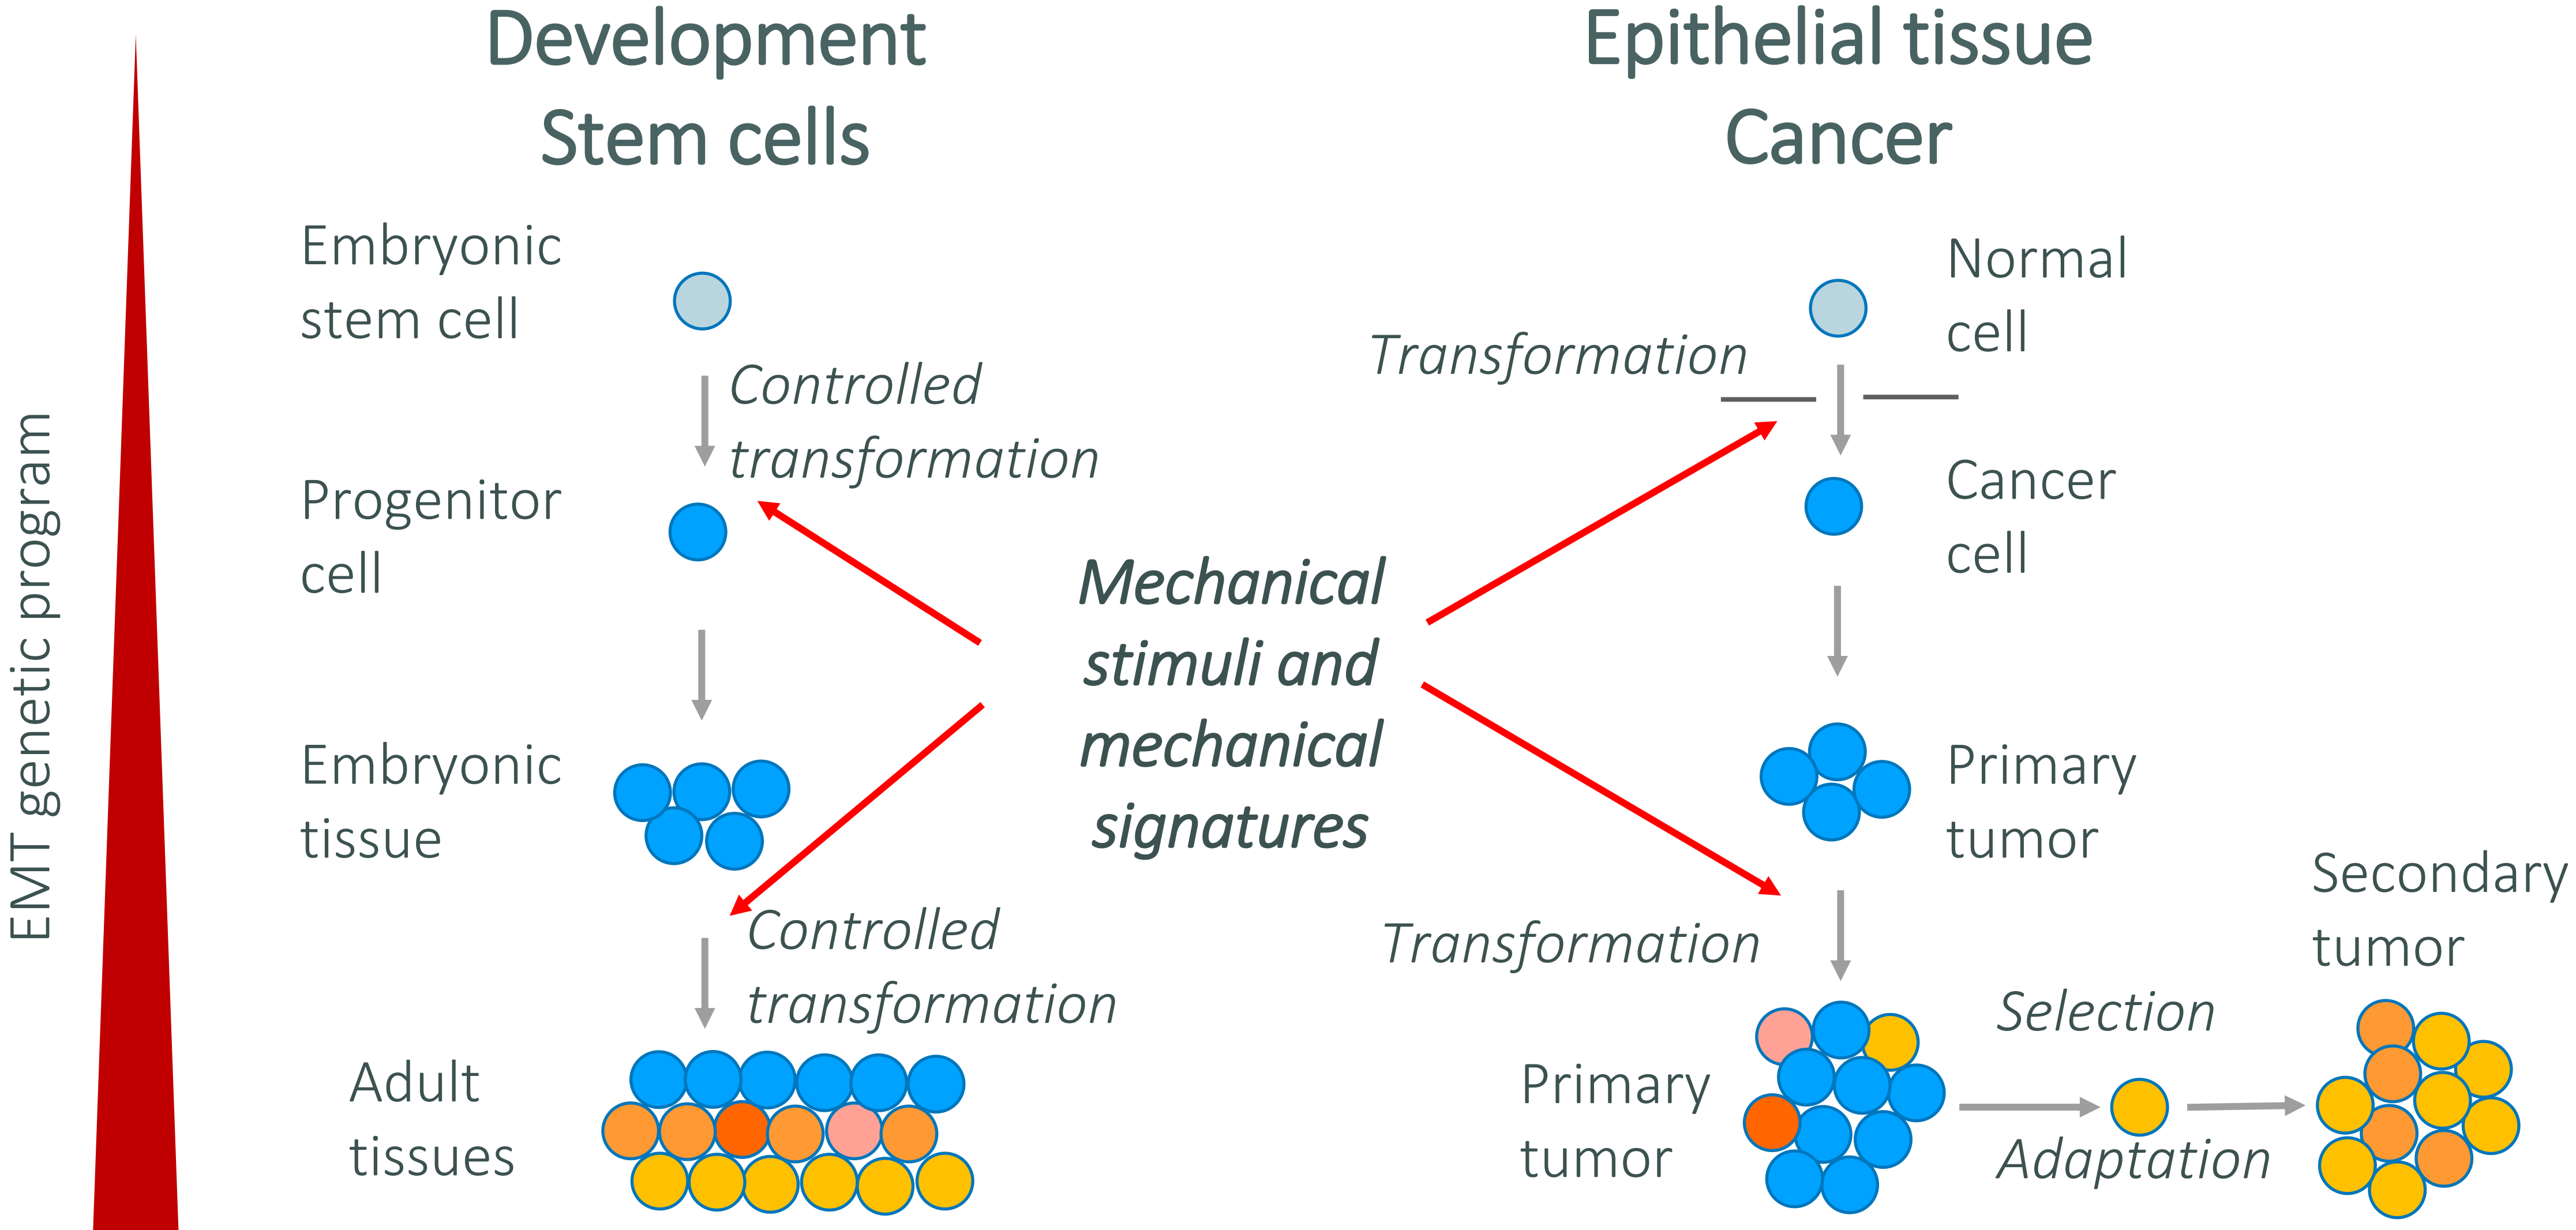 Development
Stem cells
Epithelial tissue
Cancer
EMT genetic program
Embryonic
stem cell
Controlled
transformation
Progenitor
cell
Embryonic
tissue
Controlled
transformation
Adult
tissues
Mechanical
stimuli and
mechanical
signatures
Normal
cell
Transformation
Cancer
cell
Primary
tumor
Transformation
Primary
tumor
Selection
Adaptation
Secondary
tumor